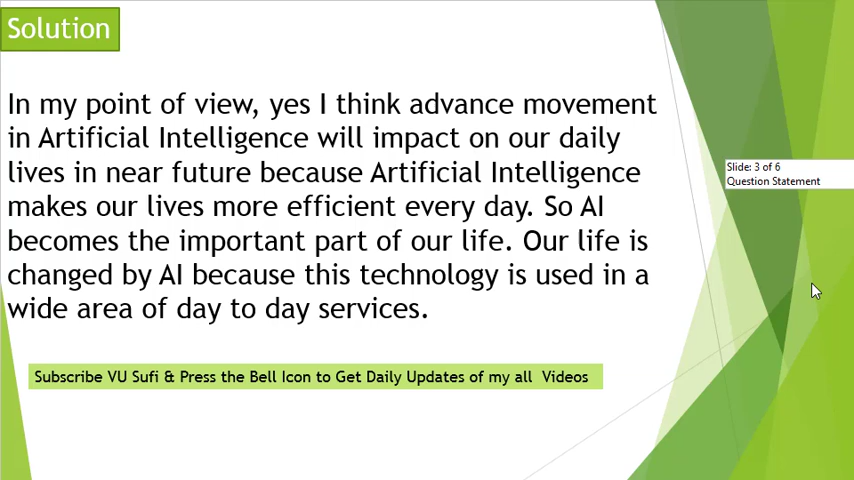 Solution
In my point of view, yes I think advance movement
in Artificial Intelligence will impact on our daily
lives in near future because Artificial Intelligence
makes our lives more efficient every day. So AI
becomes the important part of our life. Our life is
changed by AI because this technology is used in a
wide area of day to day services.
Slide: 3 of 6
Question Statement
Subscribe VU Sufi & Press the Bell Icon to Get Daily Updates of my all  Videos